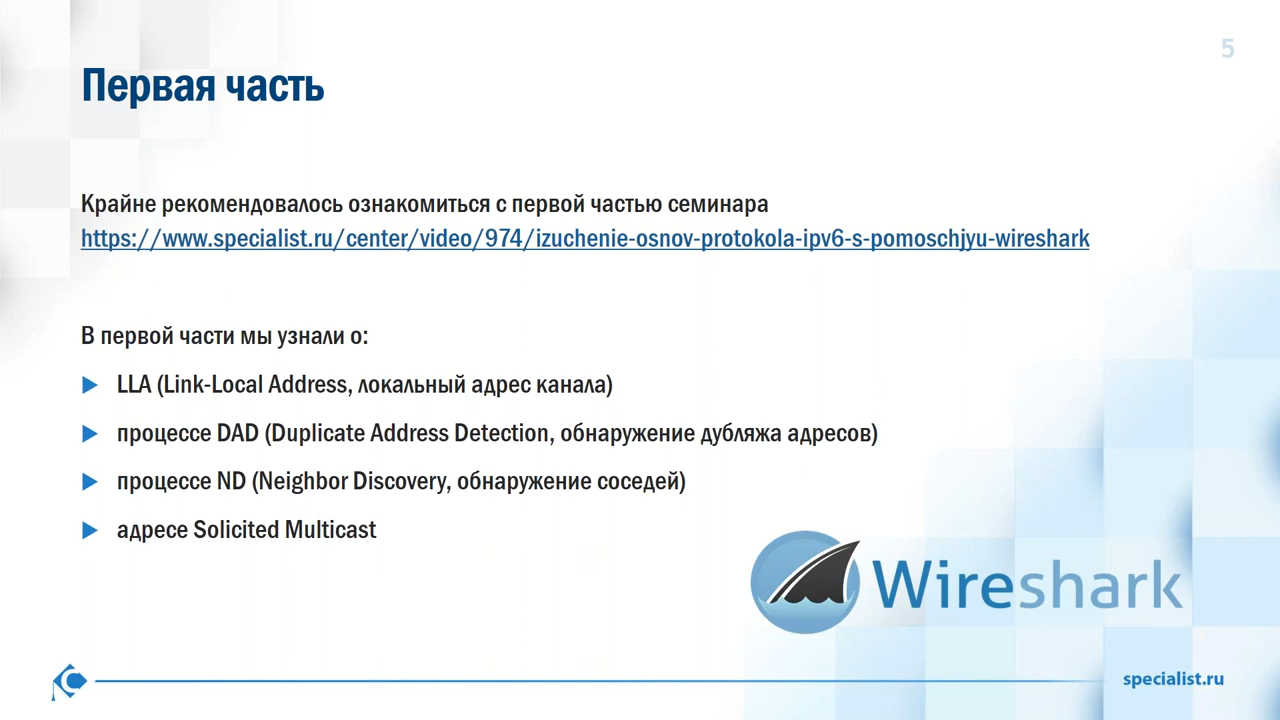 5
Первая часть
Крайне рекомендовалось ознакомиться с первой частью семинара
https://www.specialist.ru/center/video/974/izuchenie-osnov-protokola-ipv6-s-pomoschjyu-wireshark
В первой части мы узнали о:
LLA (Link-Local Address, локальный адрес канала)
процессе DAD (Duplicate Address Detection, обнаружение дубляжа адресов)
процессе ND (Neighbor Discovery, обнаружение соседей)
адресе Solicited Multicast
Wireshark
specialist.ru